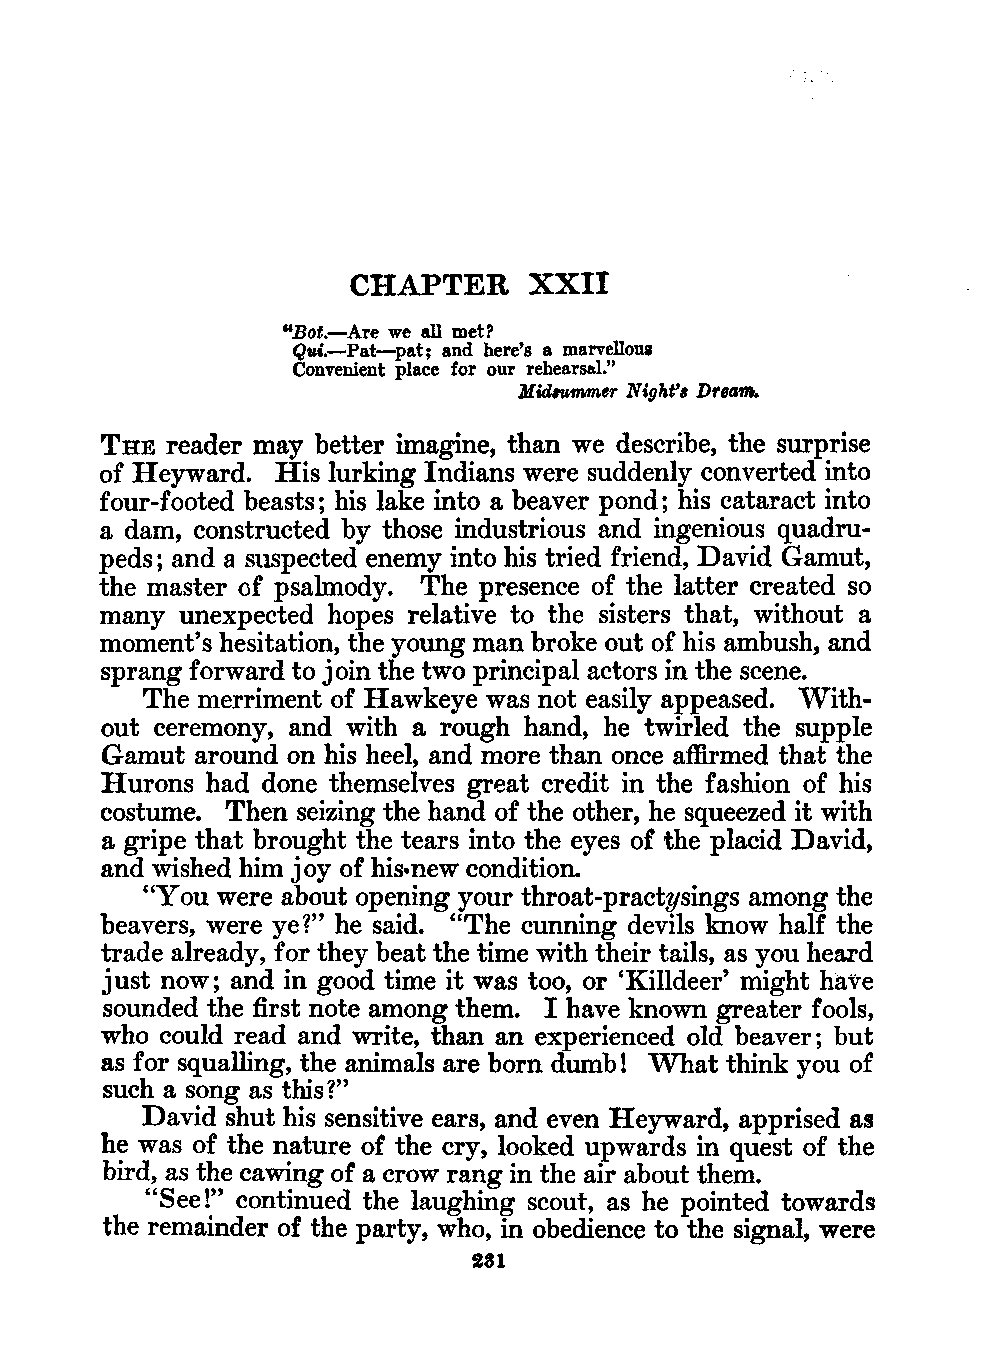 CHAPTER XXII
"Bot.—Are we all met?
Qui.—Pat—pat; and here's a marvellous
Convenient place for our rehearsal."
Midsummer Night's Dream.
THE reader may better imagine, than we describe, the surprise
of Heyward. His lurking Indians were suddenly converted into
four-footed beasts; his lake into a beaver pond; his cataract into
a dam, constructed by those industrious and ingenious quadru-
peds; and a suspected enemy into his tried friend, David Gamut,
the master of psalmody. The presence of the latter created so
many unexpected hopes relative to the sisters that, without a
moment's hesitation, the young man broke out of his ambush, and
sprang forward to join the two principal actors in the scene.
The merriment of Hawkeye was not easily appeased. With-
out ceremony, and with a rough hand, he twirled the supple
Gamut around on his heel, and more than once affirmed that the
Hurons had done themselves great credit in the fashion of his
costume. Then seizing the hand of the other, he squeezed it with
a gripe that brought the tears into the eyes of the placid David,
and wished him joy of his new condition.
"You were about opening your throat-practysings among the
beavers, were ye?" he said. "The cunning devils know half the
trade already, for they beat the time with their tails, as you heard
just now; and in good time it was too, or 'Killdeer' might have
sounded the first note among them. I have known greater fools,
who could read and write, than an experienced old beaver; but
as for squalling, the animals are born dumb! What think you of
such a song as this?"
David shut his sensitive ears, and even Heyward, apprised as
he was of the nature of the cry, looked upwards in quest of the
bird, as the cawing of a crow rang in the air about them.
"See!" continued the laughing scout, as he pointed towards
the remainder of the party, who, in obedience to the signal, were
231